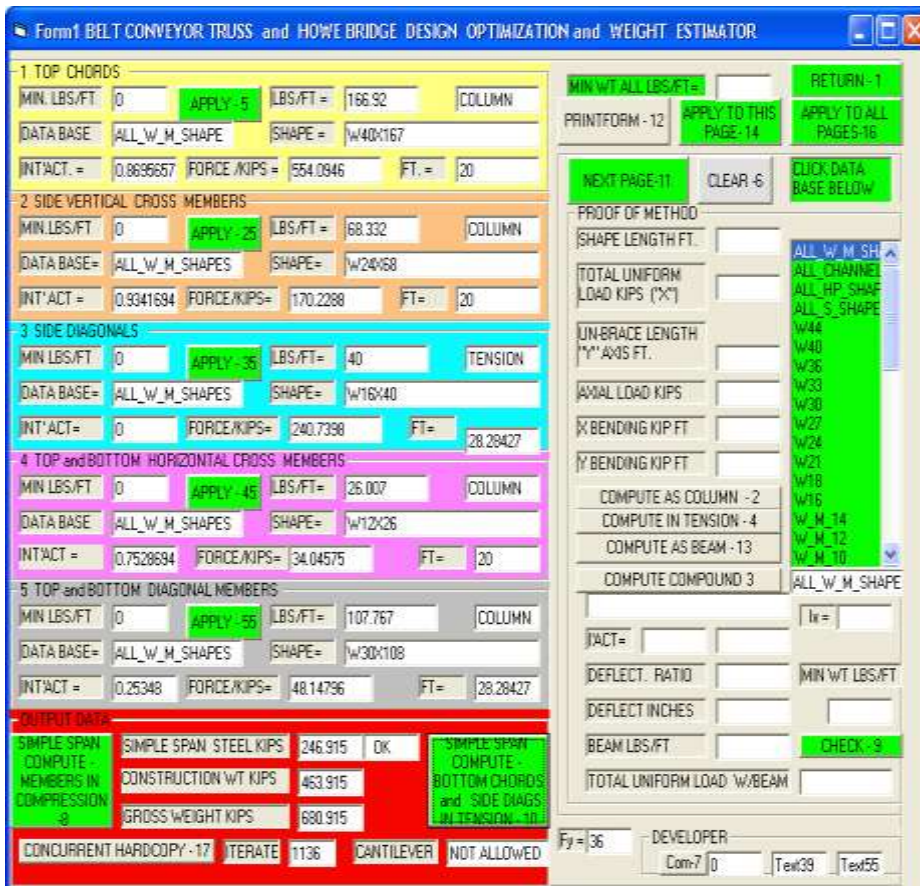 Form1 BELT CONVEYOR TRUSS and HOWE BRIDGE DESIGN OPTIMIZATION and WEIGHT ESTIMATOR
1 TOP CHORDS
MIN. LBS/FT 0 APPLY - 5 LBS/FT = 166.92 COLUMN
DATA BASE ALL_W_M_SHAPE SHAPE = W40X167
INT'ACT. = 0.8695657 FORCE /KIPS = 554.0946 FT. = 20
2 SIDE VERTICAL CROSS MEMBERS
MIN.LBS/FT 0 APPLY - 25 LBS/FT = 68.332 COLUMN
DATA BASE= ALL_W_M_SHAPES SHAPE= W24X68
INT'ACT = 0.9341694 FORCE/KIPS= 170.2288 FT= 20
3 SIDE DIAGONALS
MIN LBS/FT 0 APPLY - 35 LBS/FT= 40 TENSION
DATA BASE= ALL_W_M_SHAPES SHAPE= W16X40
INT'ACT= 0 FORCE/KIPS= 240.7398 FT= 28.28427
4 TOP and BOTTOM HORIZONTAL CROSS MEMBERS
MIN LBS/FT 0 APPLY - 45 LBS/FT= 26.007 COLUMN
DATA BASE ALL_W_M_SHAPES SHAPE= W12X26
INT'ACT = 0.7528694 FORCE/KIPS= 34.04575 FT= 20
5 TOP and BOTTOM DIAGONAL MEMBERS
MIN LBS/FT 0 APPLY - 55 LBS/FT= 107.767 COLUMN
DATA BASE= ALL_W_M_SHAPES SHAPE= W30X108
INT'ACT = 0.25348 FORCE/KIPS= 48.14796 FT= 28.28427
OUTPUT DATA
SIMPLE SPAN
COMPUTE -
MEMBERS IN
COMPRESSION
-8
SIMPLE SPAN STEEL KIPS 246.915 OK
CONSTRUCTION WT KIPS 463.915
GROSS WEIGHT KIPS 680.915
SIMPLE SPAN
COMPUTE -
BOTTOM CHORDS
and SIDE DIAGS
IN TENSION - 10
CONCURRENT HARDCOPY - 17 ITERATE 1136 CANTILEVER NOT ALLOWED
MIN WT ALL LBS/FT= RETURN - 1
PRINTFORM - 12
APPLY TO THIS
PAGE- 14
APPLY TO ALL
PAGES-16
NEXT PAGE-11 CLEAR -6
CLICK DATA
BASE BELOW
PROOF OF METHOD
SHAPE LENGTH FT.
TOTAL UNIFORM
LOAD KIPS ("X")
UN-BRACE LENGTH
"Y" AXIS FT.
AXIAL LOAD KIPS
X BENDING KIP FT
Y BENDING KIP FT
COMPUTE AS COLUMN - 2
COMPUTE IN TENSION - 4
COMPUTE AS BEAM - 13
COMPUTE COMPOUND 3
ALL_W_M_SH
ALL_CHANNEL
ALL_HP_SHAP
ALL_S_SHAPE
W44
W40
W36
W33
W30
W27
W24
W21
W18
W16
W_M_14
W_M_12
W_M_10
ALL_W_M_SHAPE
Ix =
I'ACT=
DEFLECT. RATIO MIN WT LBS/FT
DEFLECT INCHES
BEAM LBS/FT CHECK - 9
TOTAL UNIFORM LOAD W/BEAM
Fy = 36
DEVELOPER
Com-7 0 Text39 Text55